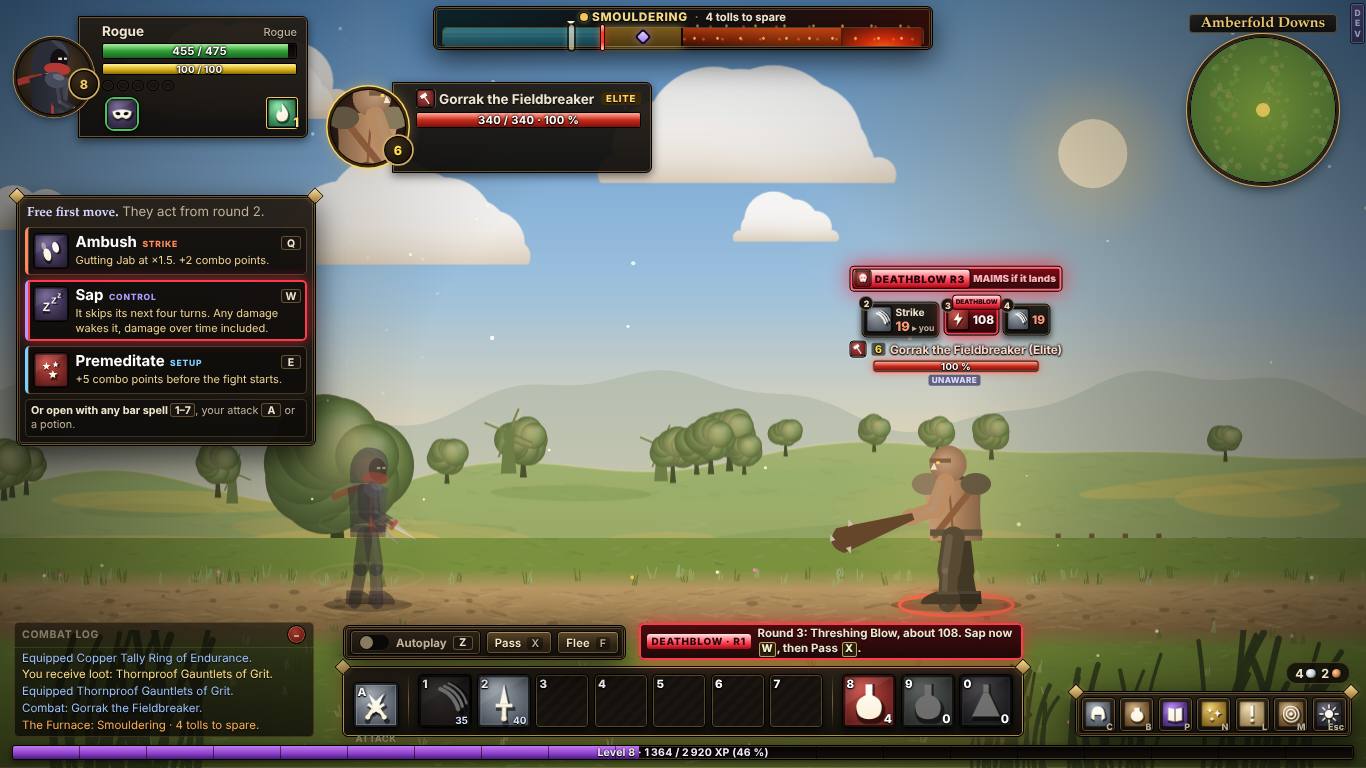 Rogue Rogue
455 / 475
100 / 100
8
1
SMOULDERING · 4 tolls to spare
Amberfold Downs
DEV
Gorrak the Fieldbreaker ELITE
340 / 340 · 100 %
6
Free first move. They act from round 2.
Ambush STRIKE Q
Gutting Jab at ×1.5. +2 combo points.
Sap CONTROL W
It skips its next four turns. Any damage
wakes it, damage over time included.
Premeditate SETUP E
+5 combo points before the fight starts.
Or open with any bar spell 1–7, your attack A or
a potion.
DEATHBLOW R3 MAIMS if it lands
2 Strike 19 ▸ you
3 DEATHBLOW 108
4 19
6 Gorrak the Fieldbreaker (Elite)
100 %
UNAWARE
COMBAT LOG
Equipped Copper Tally Ring of Endurance.
You receive loot: Thornproof Gauntlets of Grit.
Equipped Thornproof Gauntlets of Grit.
Combat: Gorrak the Fieldbreaker.
The Furnace: Smouldering · 4 tolls to spare.
Autoplay Z Pass X Flee F
DEATHBLOW · R1 Round 3: Threshing Blow, about 108. Sap now
W, then Pass X.
A 1 35 2 40 3 4 5 6 7 8 4 9 0 0 0
ATTACK
4 2
C B P N L M Esc
Level 8 · 1 364 / 2 920 XP (46 %)